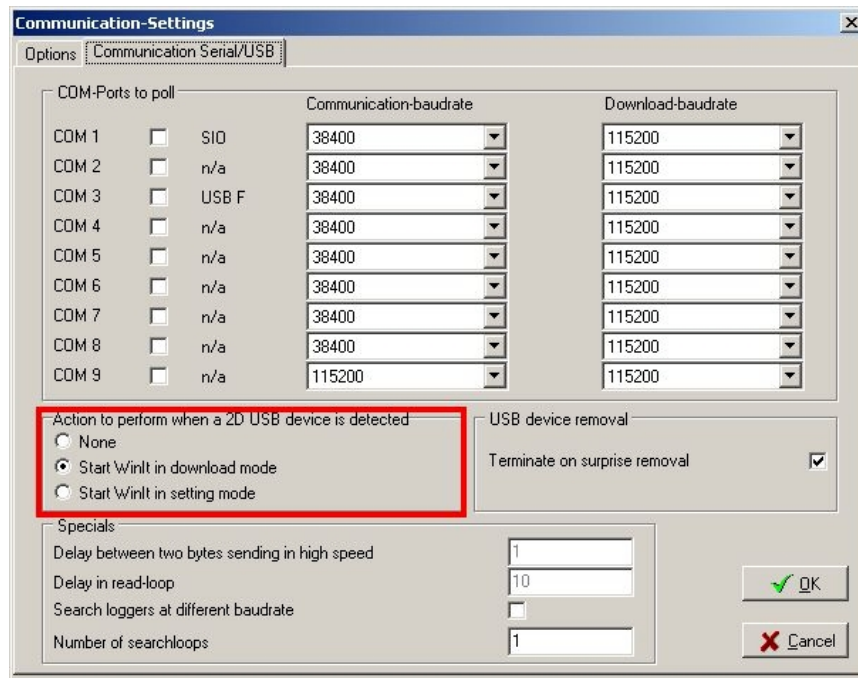 Communication-Settings
Options Communication Serial/USB
COM-Ports to poll
Communication-baudrate Download-baudrate
COM 1 SIO 38400 115200
COM 2 n/a 38400 115200
COM 3 USB F 38400 115200
COM 4 n/a 38400 115200
COM 5 n/a 38400 115200
COM 6 n/a 38400 115200
COM 7 n/a 38400 115200
COM 8 n/a 38400 115200
COM 9 n/a 115200 115200
Action to perform when a 2D USB device is detected
None
Start WinIt in download mode
Start WinIt in setting mode
USB device removal
Terminate on surprise removal
Specials
Delay between two bytes sending in high speed 1
Delay in read-loop 10
Search loggers at different baudrate
Number of searchloops 1
OK
Cancel